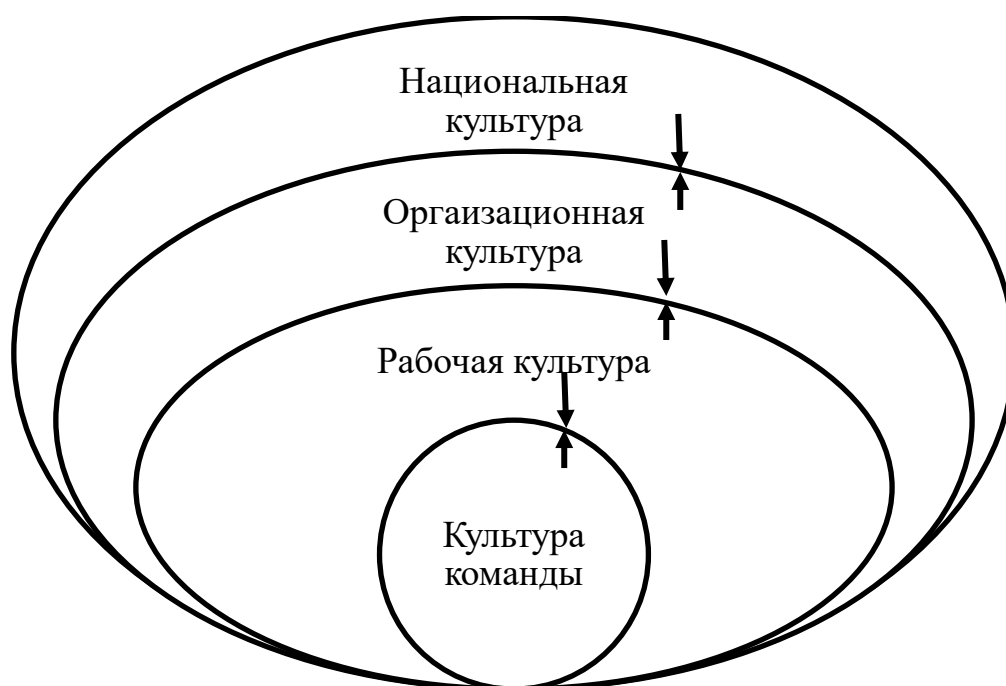 Национальная
культура
Оргаизационная
культура
Рабочая культура
Культура
команды